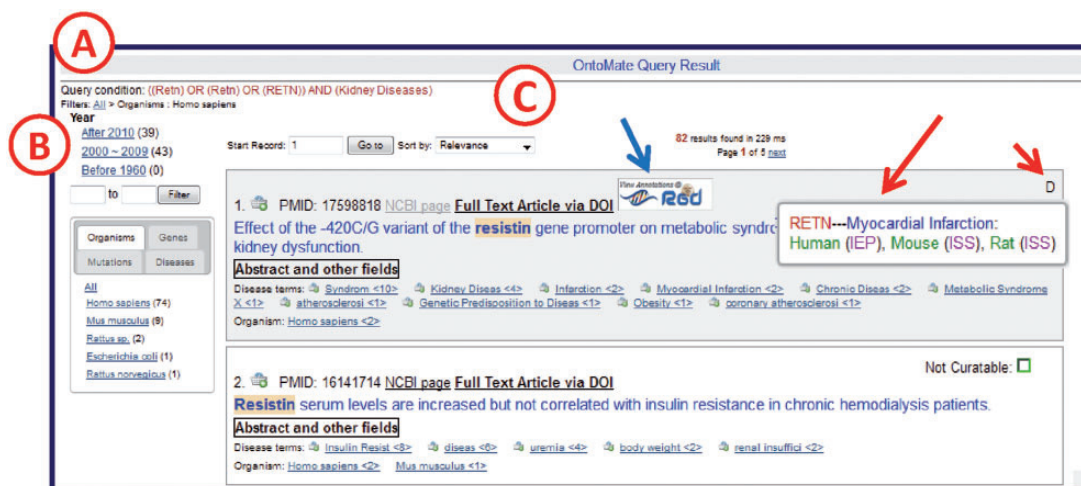 A
OntoMate Query Result
Query condition: ((Retn) OR (Retn) OR (RETN)) AND (Kidney Diseases)
Filters: All > Organisms : Homo sapiens
C
B
Year
After 2010 (39)
2000 ~ 2009 (43)
Before 1960 (0)
to Filter
Start Record: 1 Go to Sort by: Relevance
82 results found in 229 ms
Page 1 of 5 next
Organisms Genes
Mutations Diseases
All
Homo sapiens (74)
Mus musculus (9)
Rattus sp. (2)
Escherichia coli (1)
Rattus norvegicus (1)
D
View Annotations @ RGD
1. PMID: 17598818 NCBI page Full Text Article via DOI
Effect of the -420C/G variant of the resistin gene promoter on metabolic syndro
kidney dysfunction.
RETN---Myocardial Infarction:
Human (IEP), Mouse (ISS), Rat (ISS)
Abstract and other fields
Disease terms: Syndrom <10> Kidney Diseas <4> Infarction <2> Myocardial Infarction <2> Chronic Diseas <2> Metabolic Syndrome
X <1> atherosclerosi <1> Genetic Predisposition to Diseas <1> Obesity <1> coronary atherosclerosi <1>
Organism: Homo sapiens <2>
Not Curatable:
2. PMID: 16141714 NCBI page Full Text Article via DOI
Resistin serum levels are increased but not correlated with insulin resistance in chronic hemodialysis patients.
Abstract and other fields
Disease terms: Insulin Resist <8> diseas <6> uremia <4> body weight <2> renal insuffici <2>
Organism: Homo sapiens <2> Mus musculus <1>